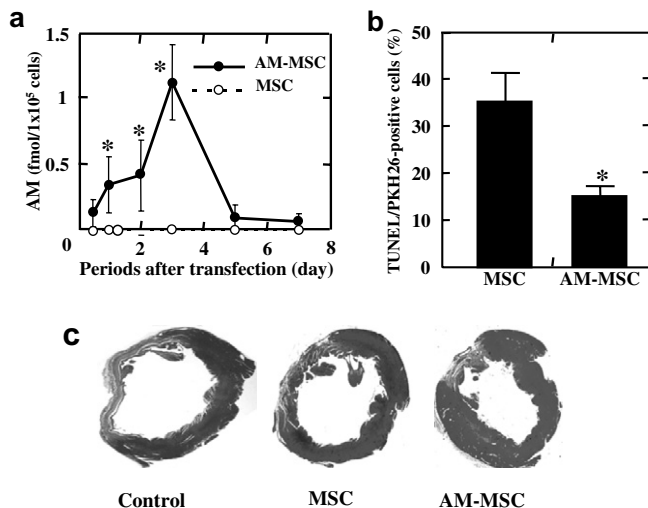 a
AM (fmol/1x10⁵ cells)
1.5
1
0.5
0
*
*
*
AM-MSC
MSC
2
4
6
8
Periods after transfection (day)
b
TUNEL/PKH26-positive cells (%)
50
40
30
20
10
0
*
MSC
AM-MSC
c
Control
MSC
AM-MSC